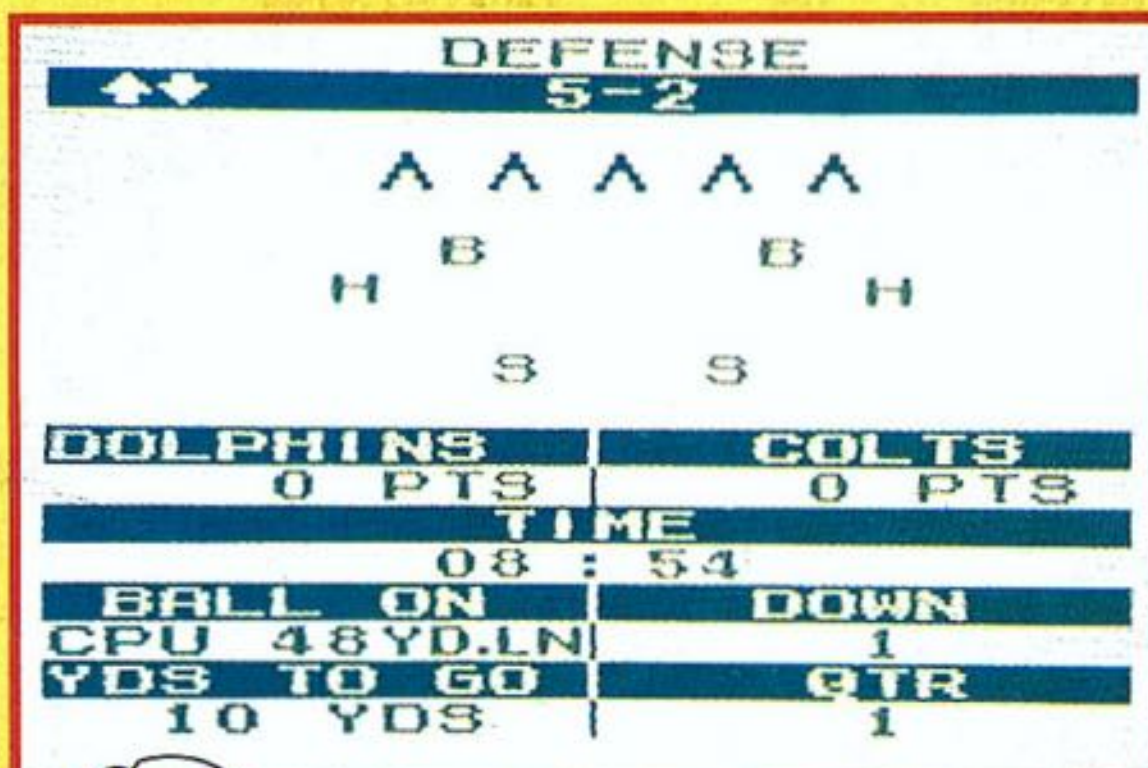 DEFENSE
5-2
Λ Λ Λ Λ Λ
B B
H H
S S
DOLPHINS COLTS
0 PTS 0 PTS
TIME
08 : 54
BALL ON DOWN
CPU 48YD.LN 1
YDS TO GO QTR
10 YDS 1